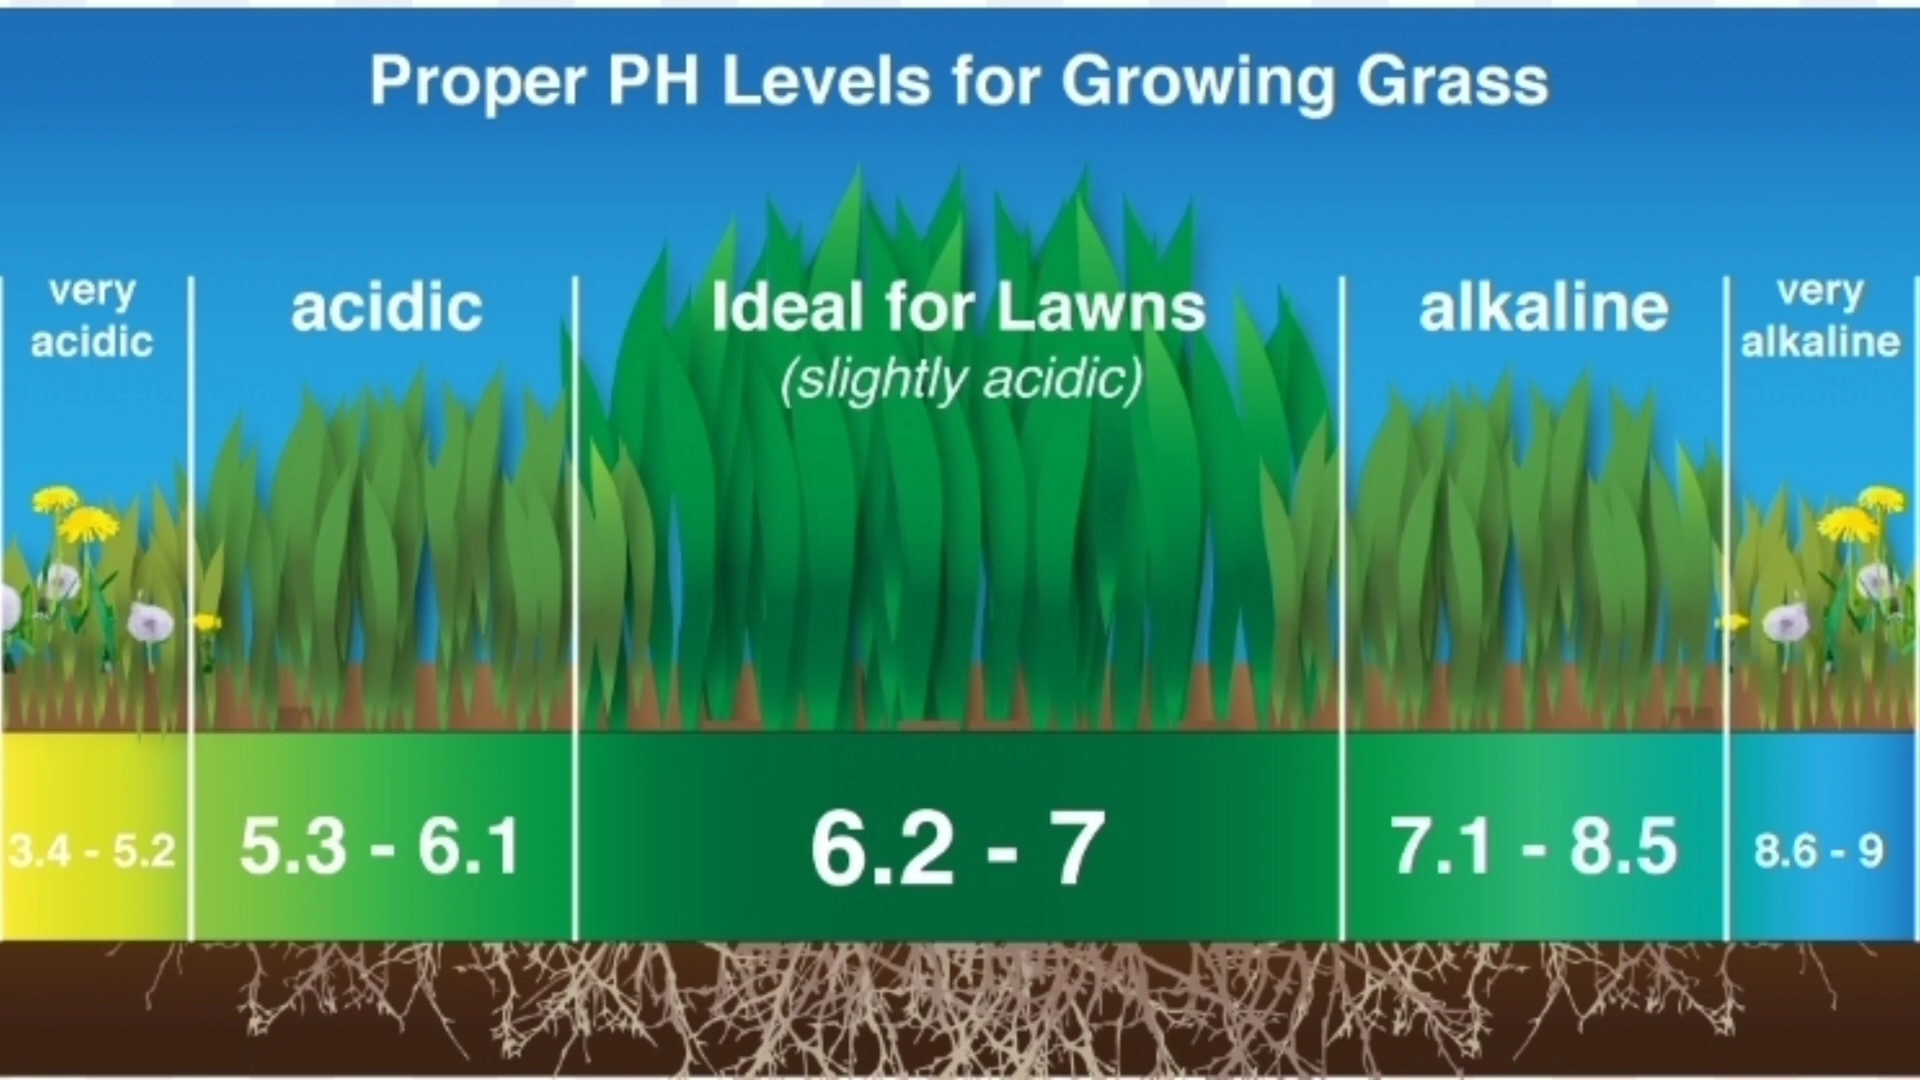 Proper PH Levels for Growing Grass
very
acidic
acidic
Ideal for Lawns
(slightly acidic)
alkaline
very
alkaline
3.4 - 5.2
5.3 - 6.1
6.2 - 7
7.1 - 8.5
8.6 - 9